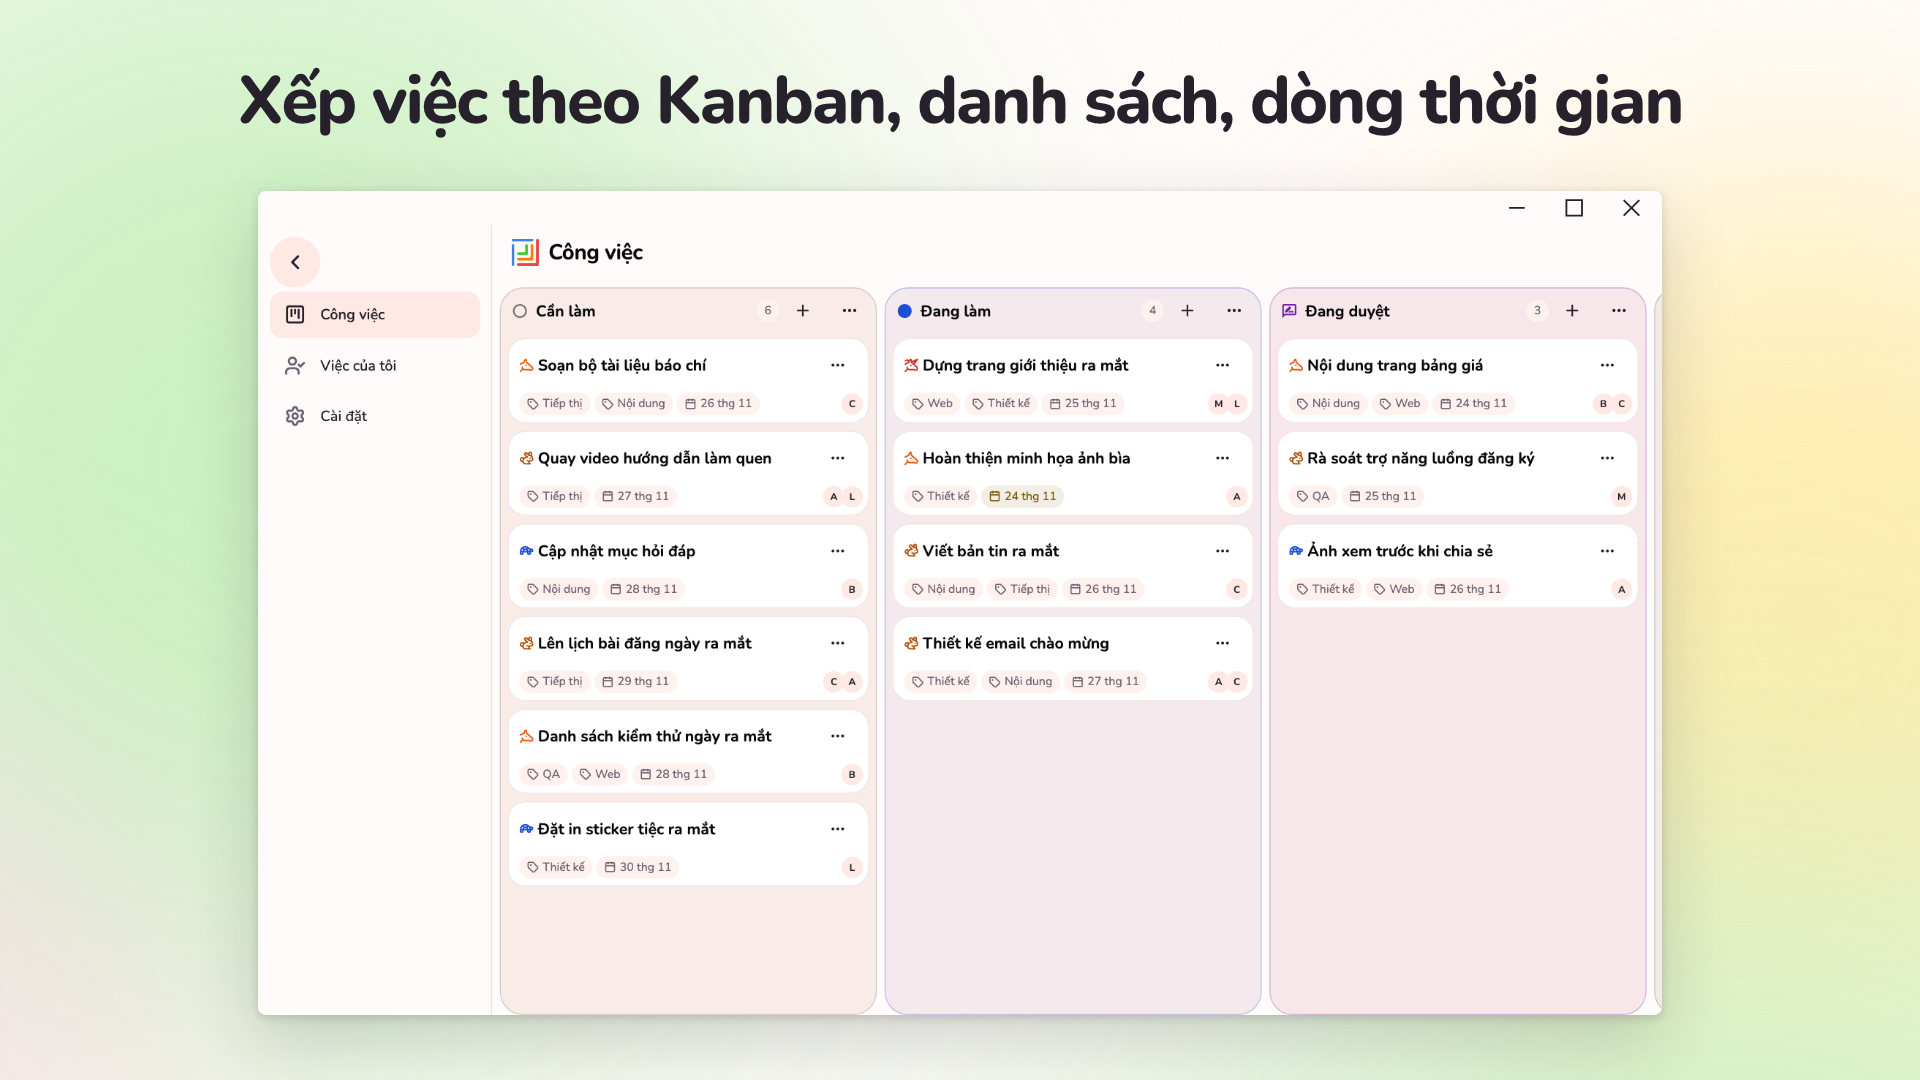 Xếp việc theo Kanban, danh sách, dòng thời gian
Công việc
Việc của tôi
Cài đặt
Công việc
Cần làm 6
Soạn bộ tài liệu báo chí
Tiếp thị Nội dung 26 thg 11 C
Quay video hướng dẫn làm quen
Tiếp thị 27 thg 11 A L
Cập nhật mục hỏi đáp
Nội dung 28 thg 11 B
Lên lịch bài đăng ngày ra mắt
Tiếp thị 29 thg 11 C A
Danh sách kiểm thử ngày ra mắt
QA Web 28 thg 11 B
Đặt in sticker tiệc ra mắt
Thiết kế 30 thg 11 L
Đang làm 4
Dựng trang giới thiệu ra mắt
Web Thiết kế 25 thg 11 M L
Hoàn thiện minh họa ảnh bìa
Thiết kế 24 thg 11 A
Viết bản tin ra mắt
Nội dung Tiếp thị 26 thg 11 C
Thiết kế email chào mừng
Thiết kế Nội dung 27 thg 11 A C
Đang duyệt 3
Nội dung trang bảng giá
Nội dung Web 24 thg 11 B C
Rà soát trợ năng luồng đăng ký
QA 25 thg 11 M
Ảnh xem trước khi chia sẻ
Thiết kế Web 26 thg 11 A